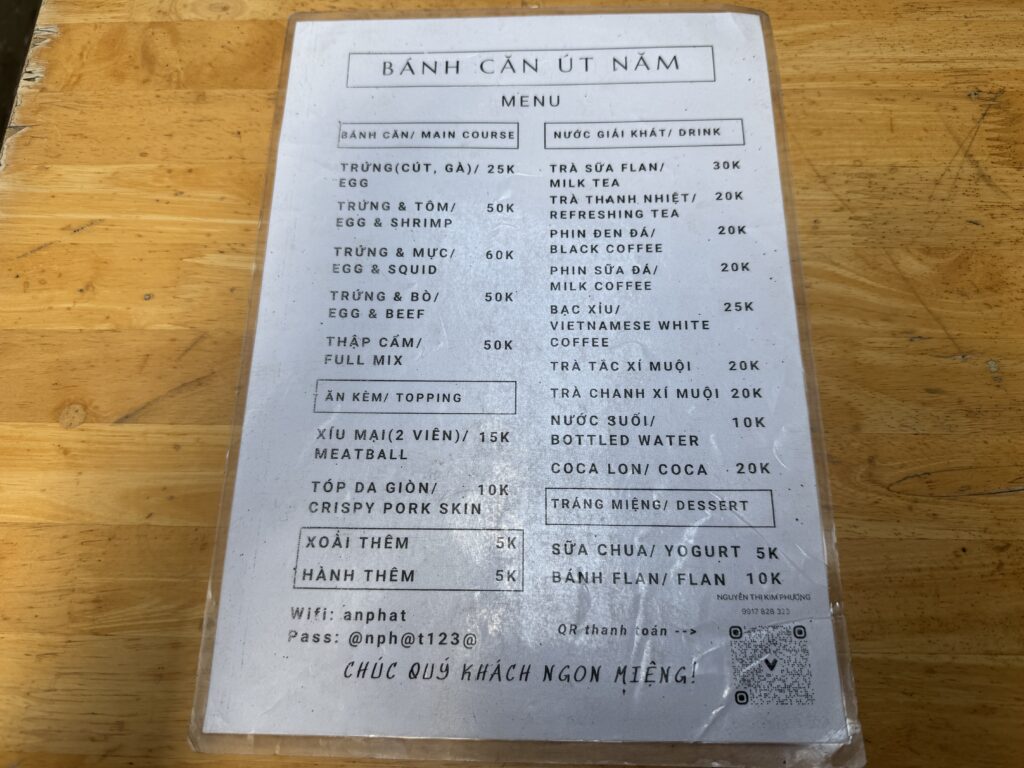 BÁNH CĂN ÚT NĂM
MENU
BÁNH CĂN/ MAIN COURSE
TRỨNG(CÚT, GÀ)/ 25K
EGG
TRỨNG & TÔM/ 50K
EGG & SHRIMP
TRỨNG & MỰC/ 60K
EGG & SQUID
TRỨNG & BÒ/ 50K
EGG & BEEF
THẬP CẨM/ 50K
FULL MIX
ĂN KÈM/ TOPPING
XÍU MẠI(2 VIÊN)/ 15K
MEATBALL
TÓP DA GIÒN/ 10K
CRISPY PORK SKIN
XOÀI THÊM 5K
HÀNH THÊM 5K
Wifi: anphat
Pass: @nph@t123@
NƯỚC GIẢI KHÁT/ DRINK
TRÀ SỮA FLAN/ 30K
MILK TEA
TRÀ THANH NHIỆT/ 20K
REFRESHING TEA
PHIN ĐEN ĐÁ/ 20K
BLACK COFFEE
PHIN SỮA ĐÁ/ 20K
MILK COFFEE
BẠC XỈU/ 25K
VIETNAMESE WHITE
COFFEE
TRÀ TẮC XÍ MUỘI 20K
TRÀ CHANH XÍ MUỘI 20K
NƯỚC SUỐI/ 10K
BOTTLED WATER
COCA LON/ COCA 20K
TRÁNG MIỆNG/ DESSERT
SỮA CHUA/ YOGURT 5K
BÁNH FLAN/ FLAN 10K
NGUYỄN THỊ KIM PHƯỢNG
9917 828 323
QR thanh toán -->
CHÚC QUÝ KHÁCH NGON MIỆNG!